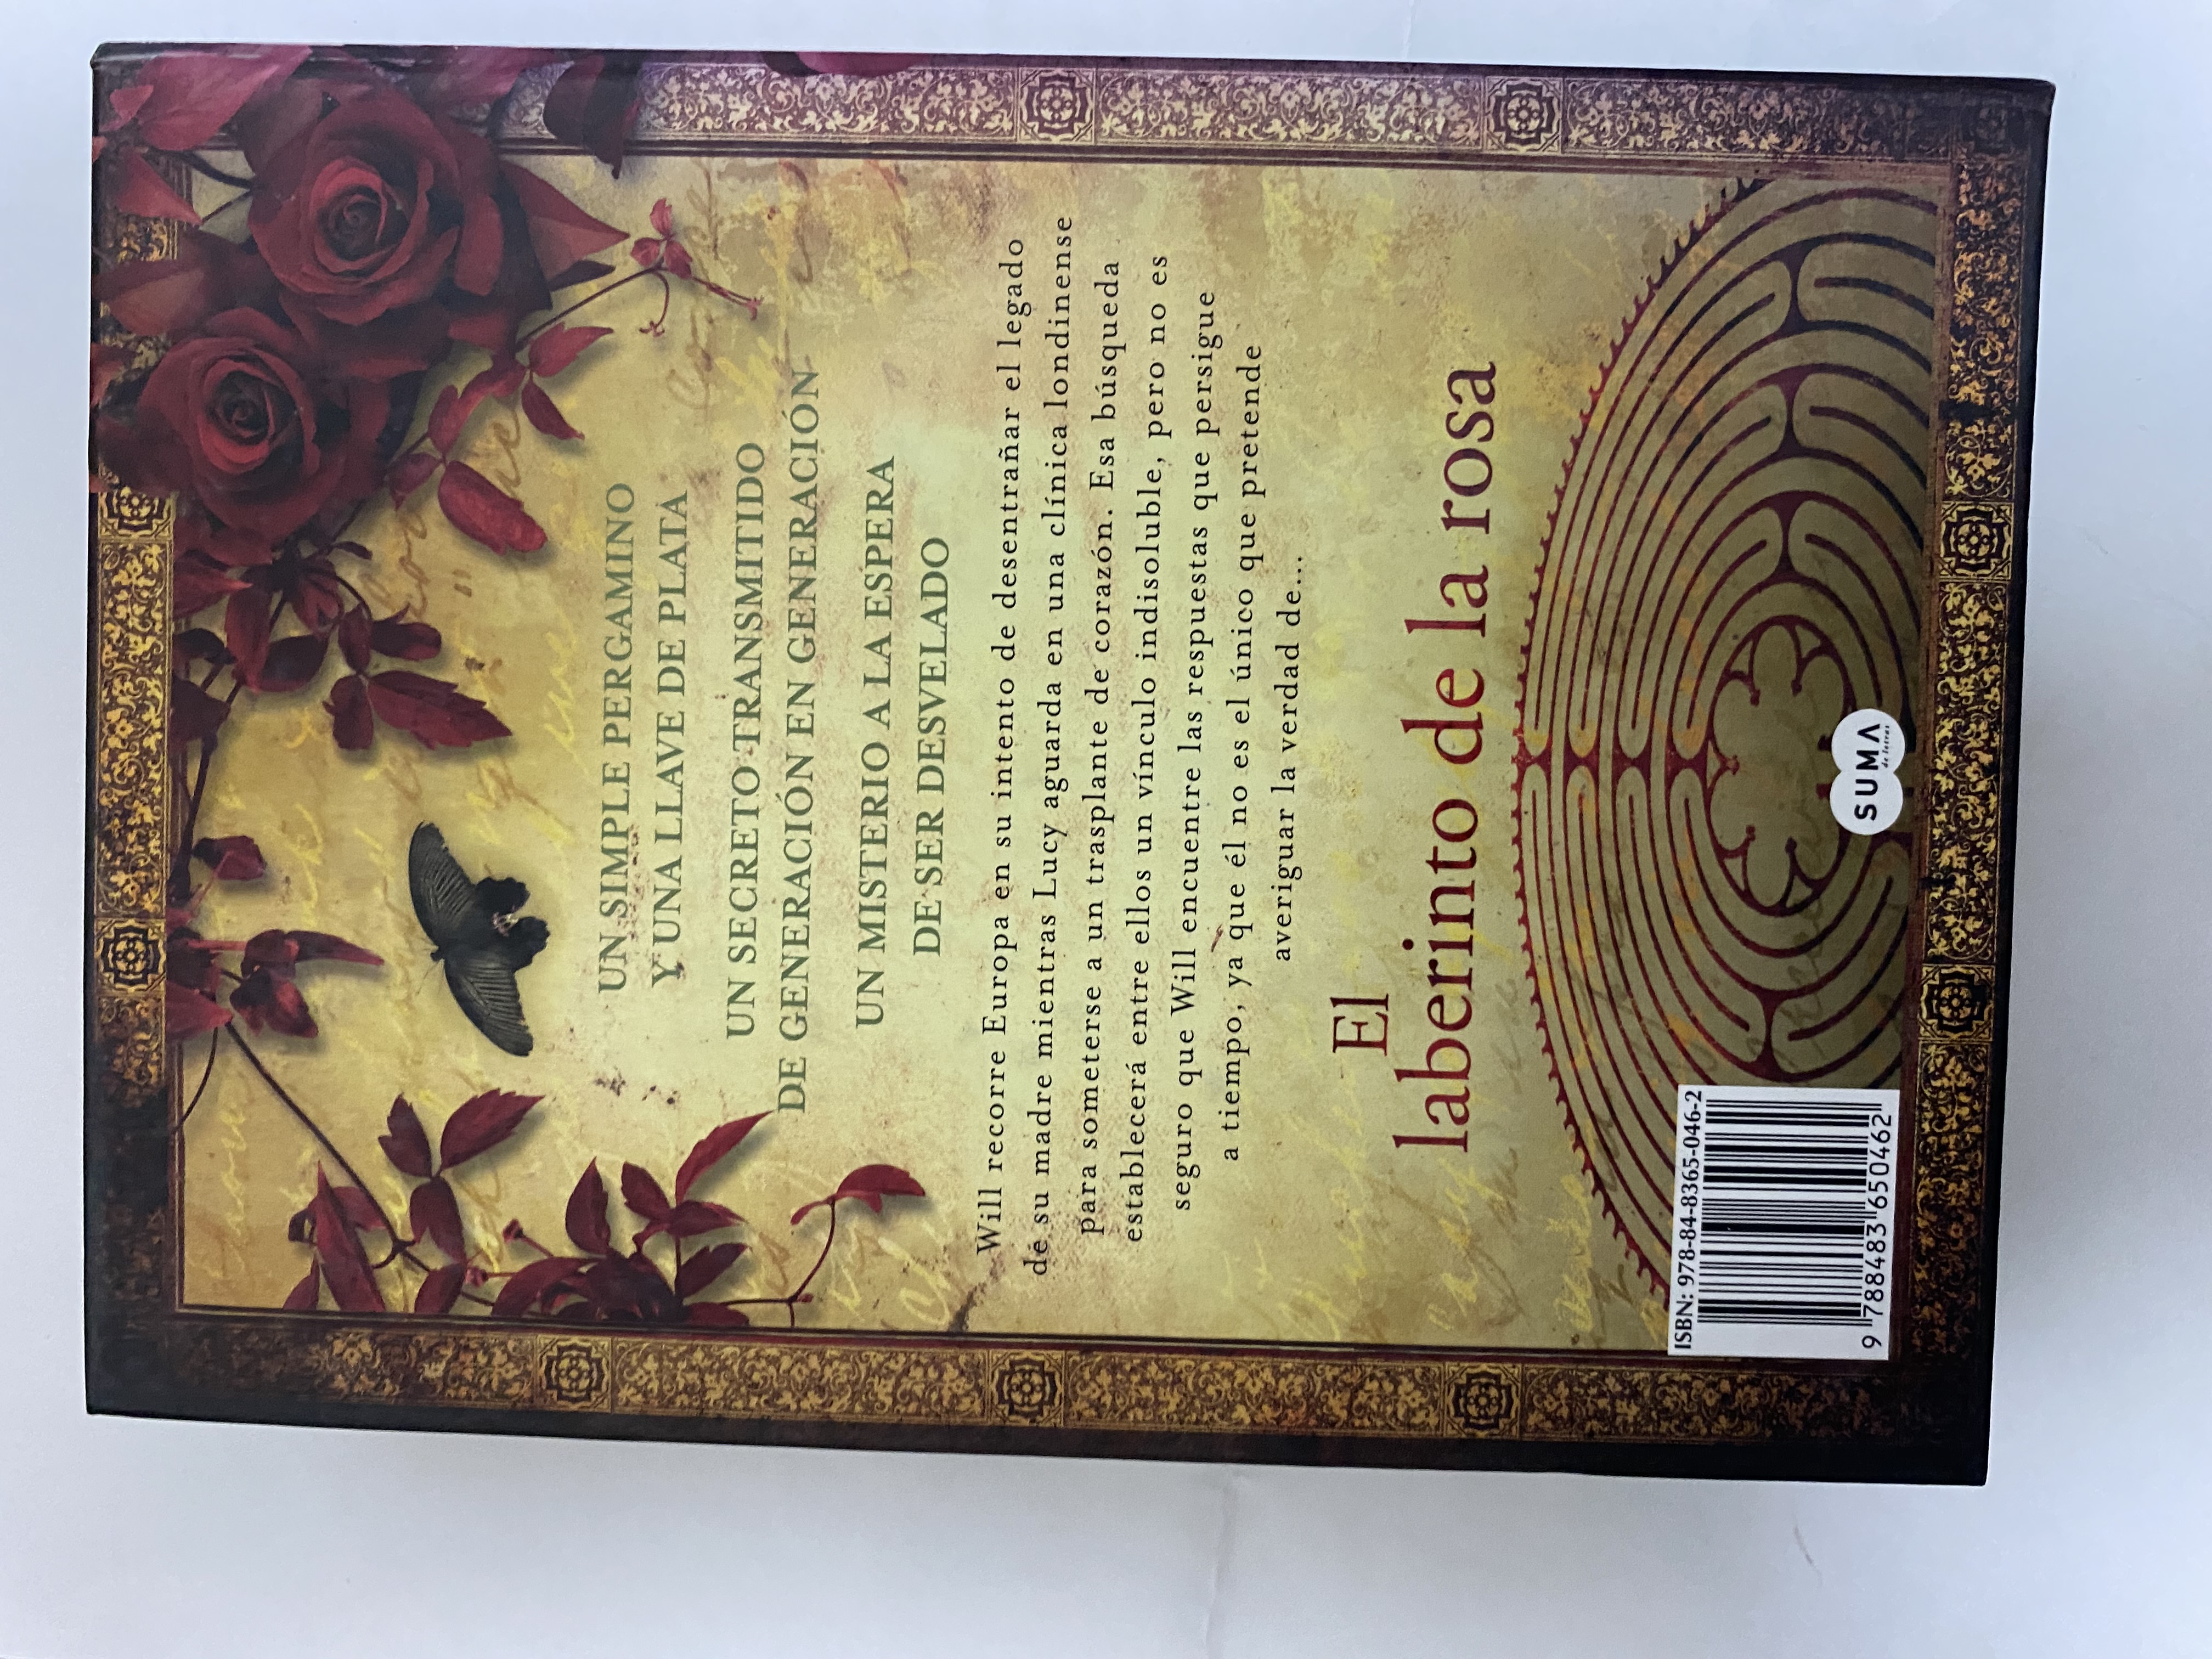 UN SIMPLE PERGAMINO
Y UNA LLAVE DE PLATA
UN SECRETO TRANSMITIDO
DE GENERACIÓN EN GENERACIÓN
UN MISTERIO A LA ESPERA
DE SER DESVELADO
Will recorre Europa en su intento de desentrañar el legado
de su madre mientras Lucy aguarda en una clínica londinense
para someterse a un trasplante de corazón. Esa búsqueda
establecerá entre ellos un vínculo indisoluble, pero no es
seguro que Will encuentre las respuestas que persigue
a tiempo, ya que él no es el único que pretende
averiguar la verdad de...
El
laberinto de la rosa
ISBN: 978-84-8365-046-2
9 788483 650462
SUMA
de letras